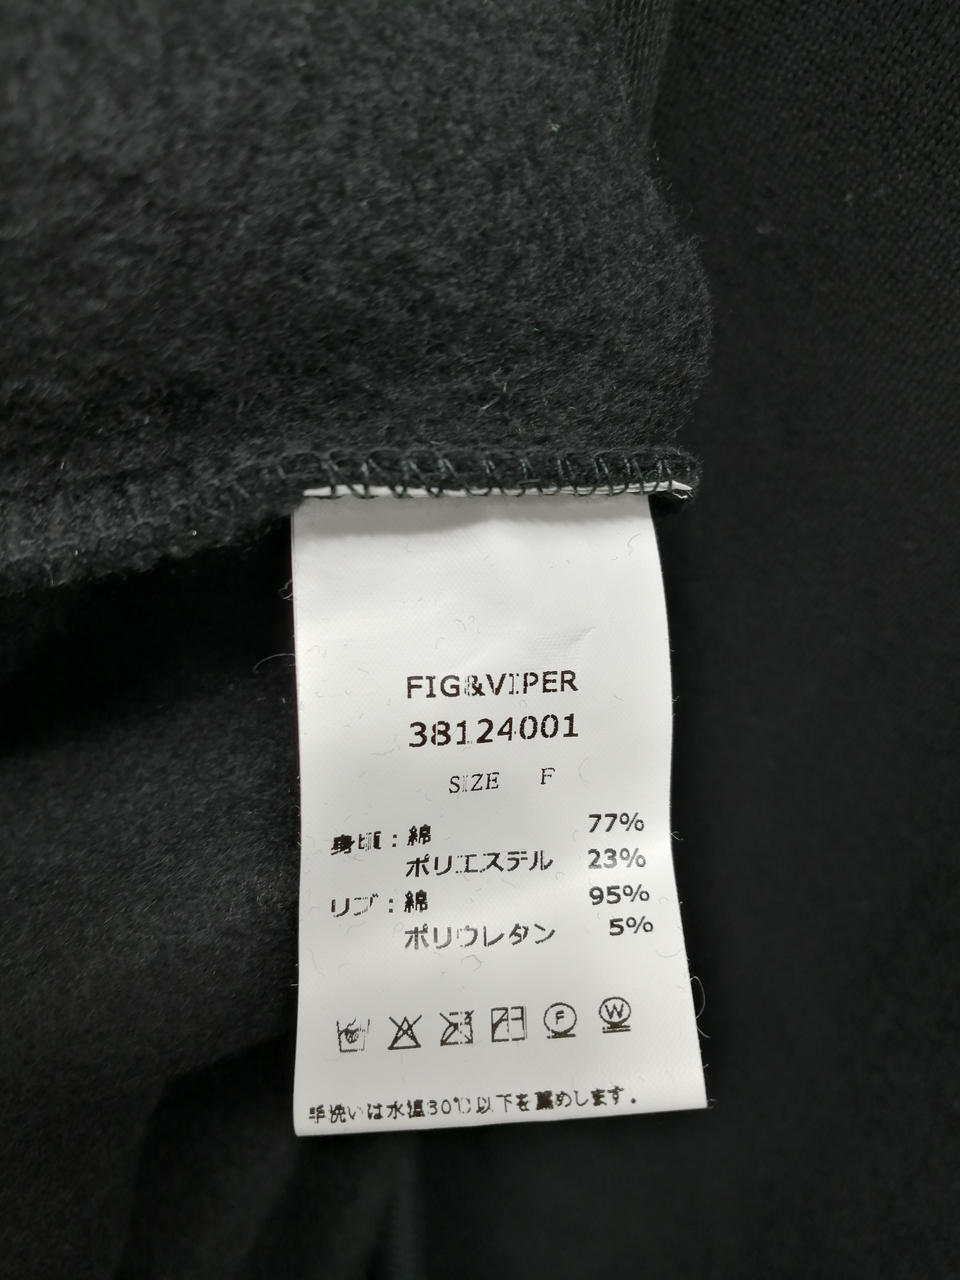 FIG&VIPER
38124001
SIZE F
身頃：綿 77%
ポリエステル 23%
リブ：綿 95%
ポリウレタン 5%
F W
手洗いは水温30℃以下を薦めします.